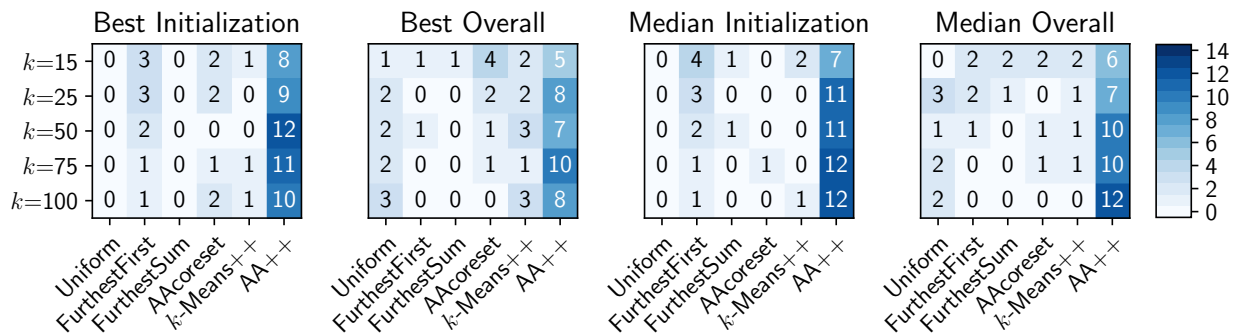 Best Initialization Best Overall Median Initialization Median Overall
k=15 0 3 0 2 1 8 1 1 1 4 2 5 0 4 1 0 2 7 0 2 2 2 2 6 14
k=25 0 3 0 2 0 9 2 0 0 2 2 8 0 3 0 0 0 11 3 2 1 0 1 7 12
10
k=50 0 2 0 0 0 12 2 1 0 1 3 7 0 2 1 0 0 11 1 1 0 1 1 10 8
6
k=75 0 1 0 1 1 11 2 0 0 1 1 10 0 1 0 1 0 12 2 0 0 1 1 10 4
2
k=100 0 1 0 2 1 10 3 0 0 0 3 8 0 1 0 0 1 12 2 0 0 0 0 12 0
Uniform FurthestFirst FurthestSum AAcoreset k-Means++ AA++
Uniform FurthestFirst FurthestSum AAcoreset k-Means++ AA++
Uniform FurthestFirst FurthestSum AAcoreset k-Means++ AA++
Uniform FurthestFirst FurthestSum AAcoreset k-Means++ AA++